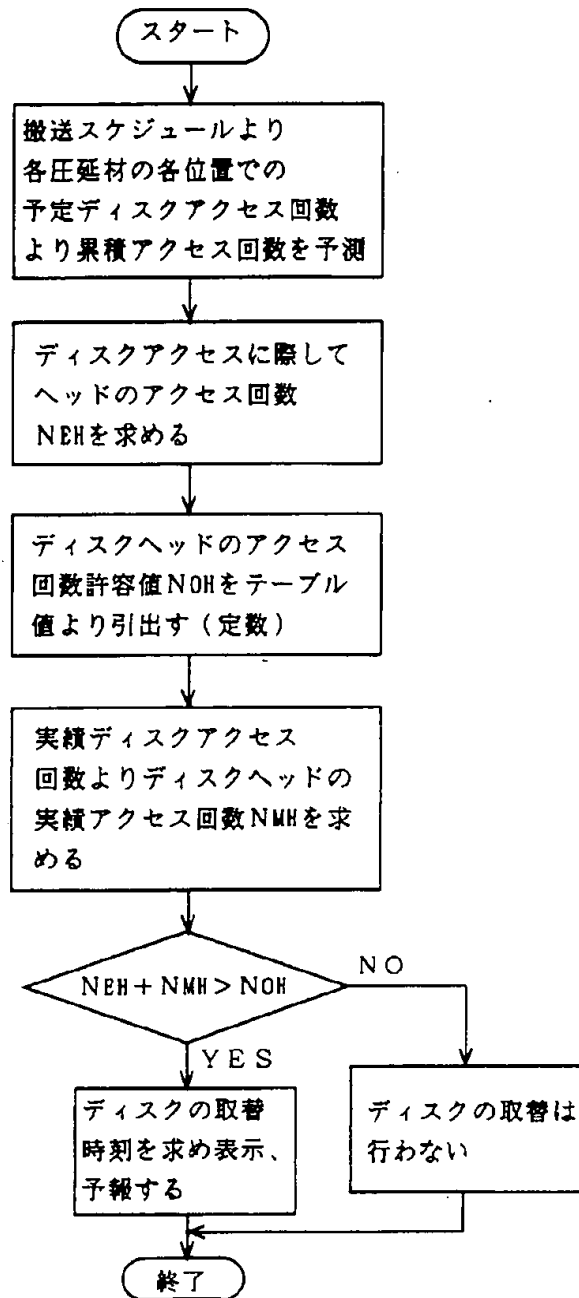 スタート
搬送スケジュールより
各圧延材の各位置での
予定ディスクアクセス回数
より累積アクセス回数を予測
ディスクアクセスに際して
ヘッドのアクセス回数
NEHを求める
ディスクヘッドのアクセス
回数許容値NOHをテーブル
値より引出す(定数)
実績ディスクアクセス
回数よりディスクヘッドの
実績アクセス回数NMHを求
める
NEH+NMH>NOH
NO
YES
ディスクの取替
時刻を求め表示、
予報する
ディスクの取替は
行わない
終了